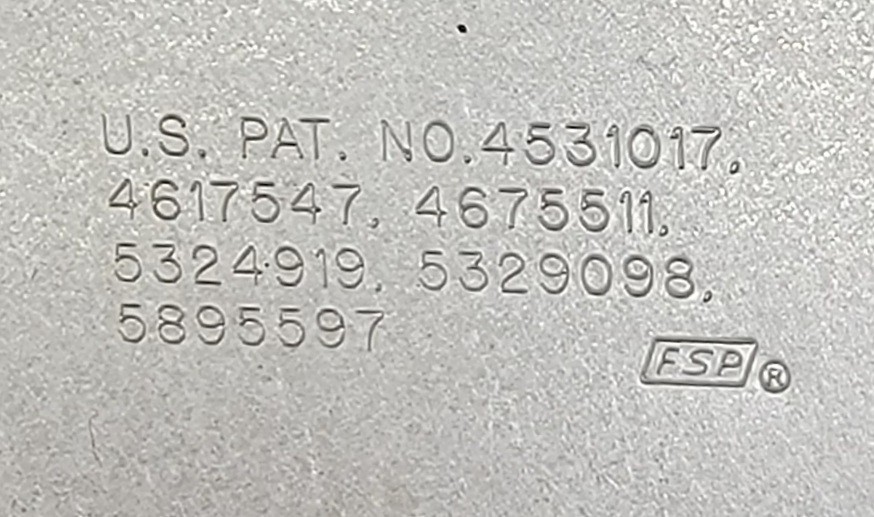 U.S. PAT. NO.4531017,
4617547, 4675511,
5324919, 5329098,
5895597
FSP®